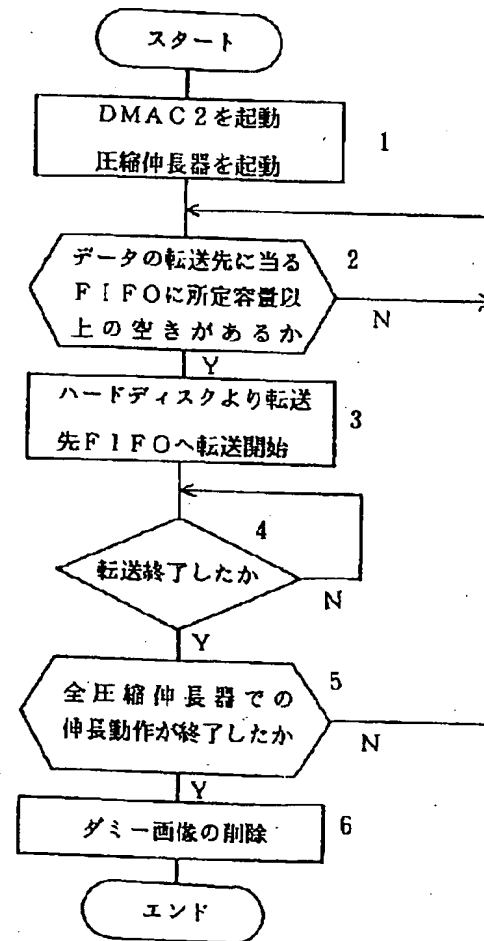 スタート
DMAC2を起動
圧縮伸長器を起動
1
データの転送先に当る
FIFOに所定容量以
上の空きがあるか
2
N
Y
ハードディスクより転送
先FIFOへ転送開始
3
転送終了したか
4
N
Y
全圧縮伸長器での
伸長動作が終了したか
5
N
Y
ダミー画像の削除
6
エンド